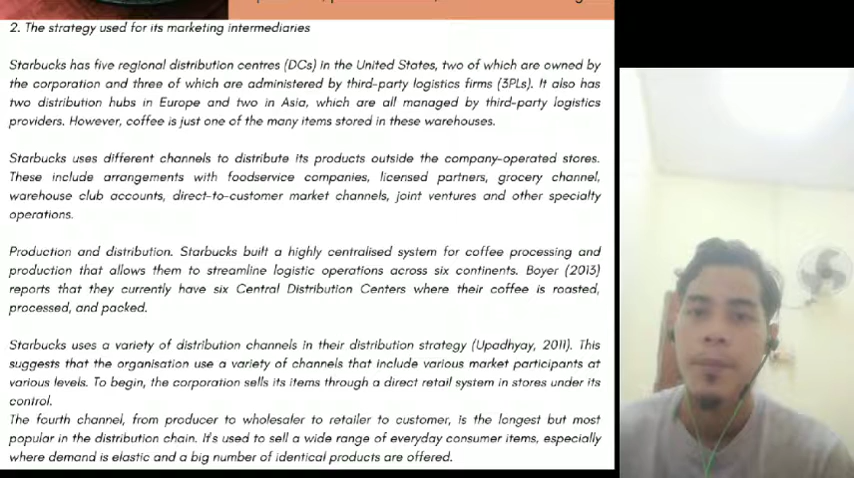 2. The strategy used for its marketing intermediaries
Starbucks has five regional distribution centres (DCs) in the United States, two of which are owned by
the corporation and three of which are administered by third-party logistics firms (3PLs). It also has
two distribution hubs in Europe and two in Asia, which are all managed by third-party logistics
providers. However, coffee is just one of the many items stored in these warehouses.
Starbucks uses different channels to distribute its products outside the company-operated stores.
These include arrangements with foodservice companies, licensed partners, grocery channel,
warehouse club accounts, direct-to-customer market channels, joint ventures and other specialty
operations.
Production and distribution. Starbucks built a highly centralised system for coffee processing and
production that allows them to streamline logistic operations across six continents. Boyer (2013)
reports that they currently have six Central Distribution Centers where their coffee is roasted,
processed, and packed.
Starbucks uses a variety of distribution channels in their distribution strategy (Upadhyay, 2011). This
suggests that the organisation use a variety of channels that include various market participants at
various levels. To begin, the corporation sells its items through a direct retail system in stores under its
control.
The fourth channel, from producer to wholesaler to retailer to customer, is the longest but most
popular in the distribution chain. It's used to sell a wide range of everyday consumer items, especially
where demand is elastic and a big number of identical products are offered.